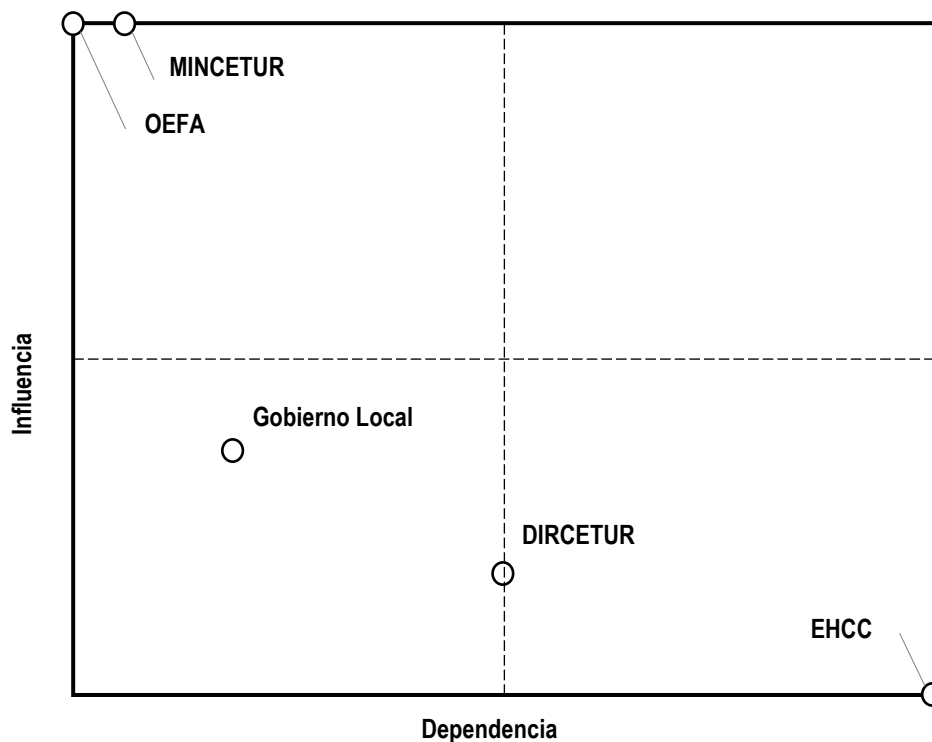 MINCETUR
OEFA
Influencia
Gobierno Local
DIRCETUR
EHCC
Dependencia